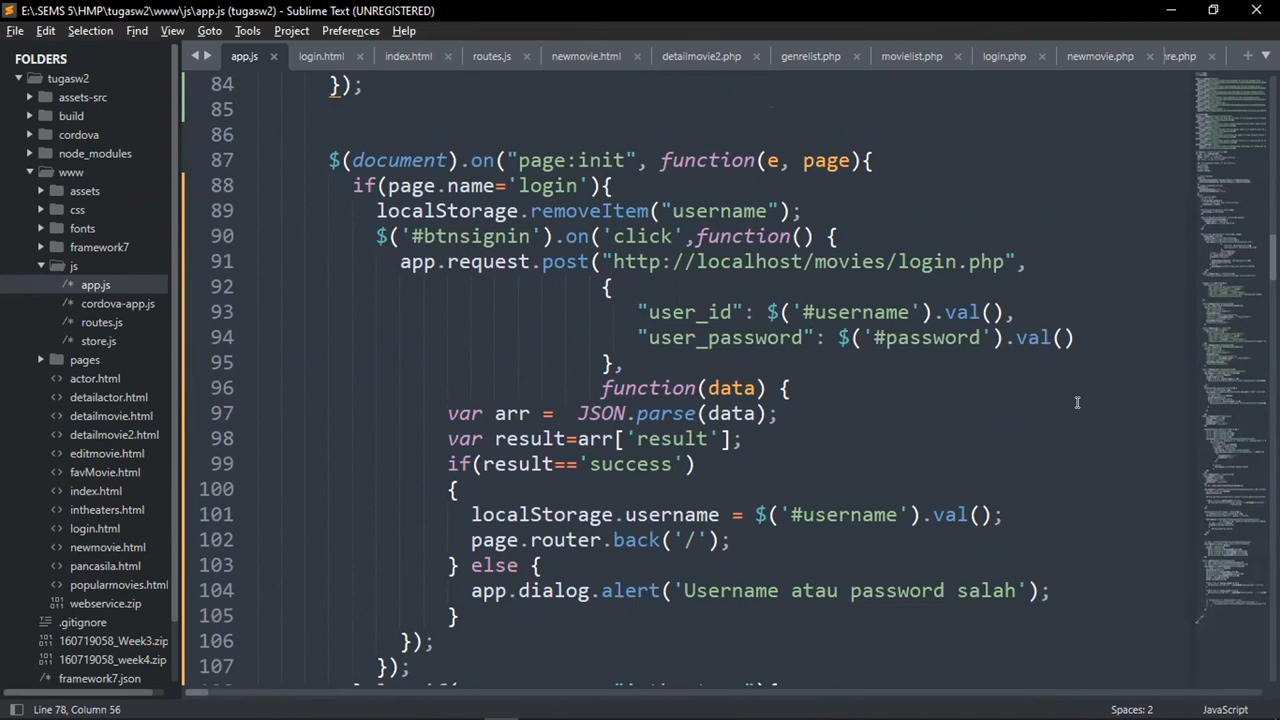 E:\.SEMS 5\HMP\tugasw2\www\js\app.js (tugasw2) - Sublime Text (UNREGISTERED)
File Edit Selection Find View Goto Tools Project Preferences Help
FOLDERS
tugasw2
assets-src
build
cordova
node_modules
www
assets
css
fonts
framework7
js
app.js
cordova-app.js
routes.js
store.js
pages
actor.html
detailactor.html
detailmovie.html
detailmovie2.html
editmovie.html
favMovie.html
index.html
intheaters.html
login.html
newmovie.html
pancasila.html
popularmovies.html
webservice.zip
.gitignore
160719058_Week3.zip
160719058_week4.zip
framework7.json
app.js login.html index.html routes.js newmovie.html detailmovie2.php genrelist.php movielist.php login.php newmovie.php re.php
84 });
85
86
87 $(document).on("page:init", function(e, page){
88 if(page.name='login'){
89 localStorage.removeItem("username");
90 $('#btnsignin').on('click',function() {
91 app.request.post("http://localhost/movies/login.php",
92 {
93 "user_id": $('#username').val(),
94 "user_password": $('#password').val()
95 },
96 function(data) {
97 var arr =  JSON.parse(data);
98 var result=arr['result'];
99 if(result=='success')
100 {
101 localStorage.username = $('#username').val();
102 page.router.back('/');
103 } else {
104 app.dialog.alert('Username atau password salah');
105 }
106 });
107 });
Line 78, Column 56
Spaces: 2
JavaScript